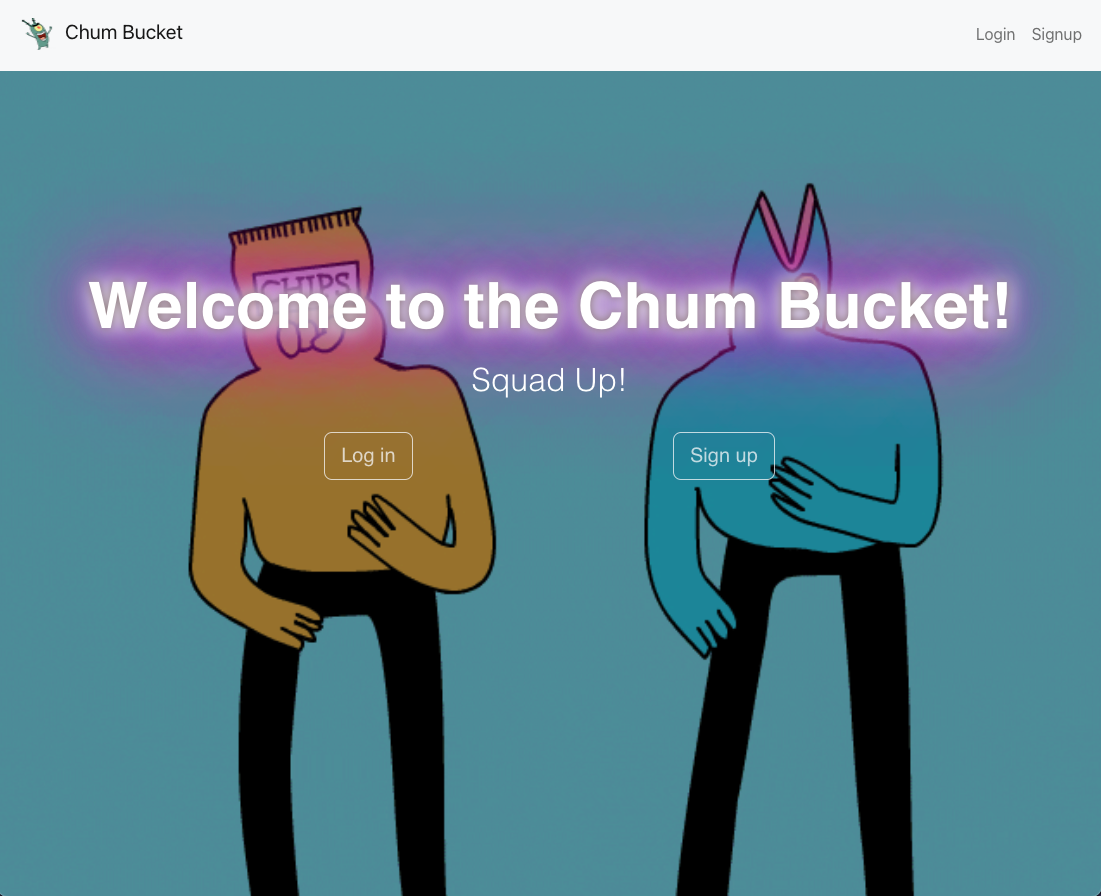 Chum Bucket
Login Signup
CHIPS
Welcome to the Chum Bucket!
Squad Up!
Log in
Sign up